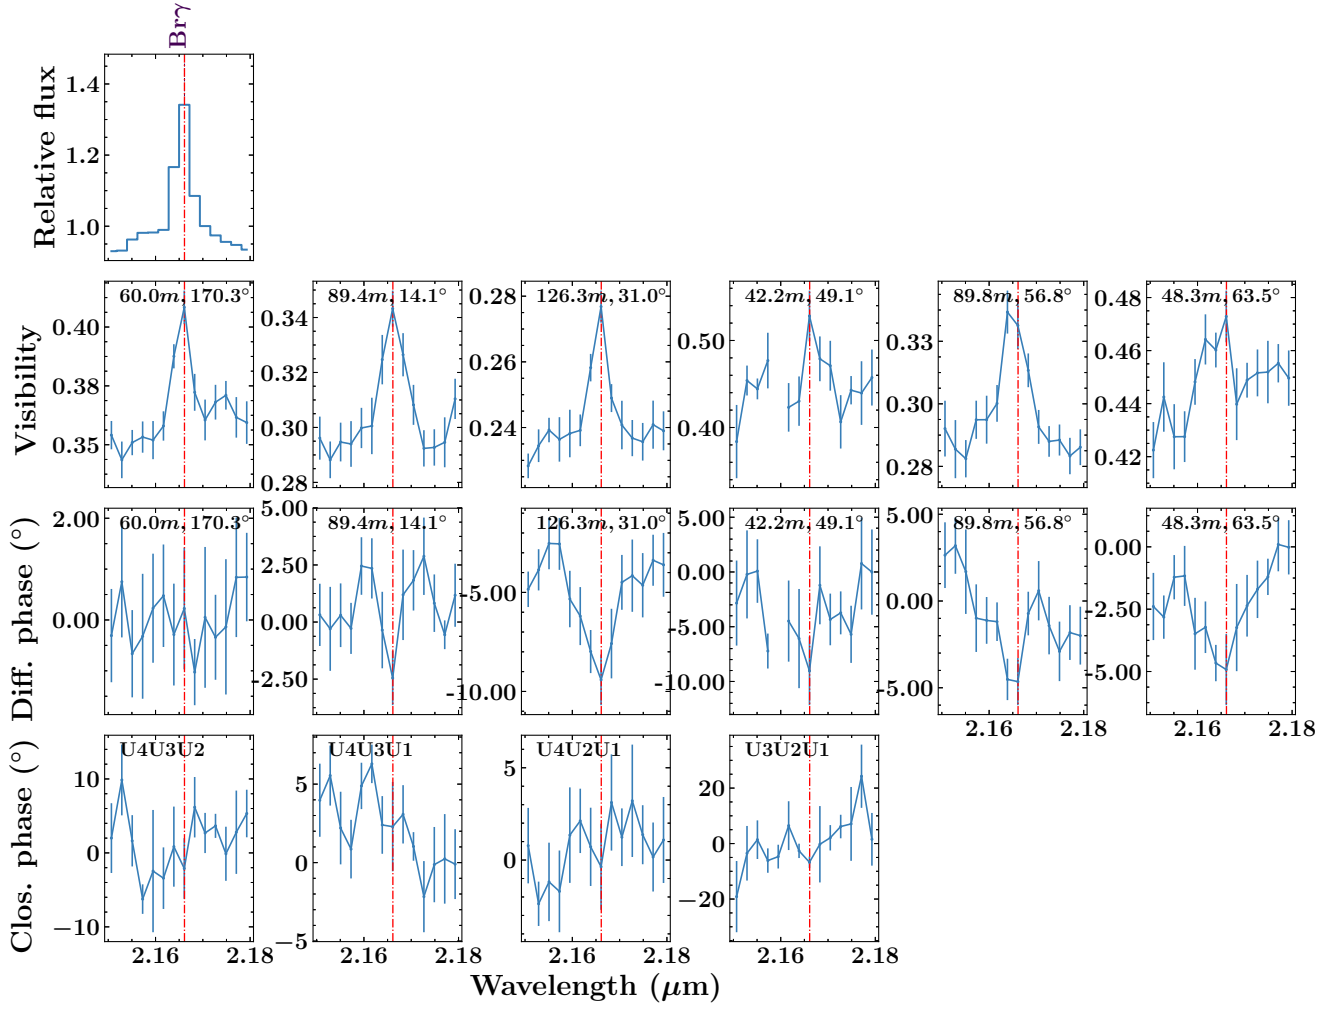 Brγ
Relative flux
1.4
1.2
1.0
Visibility
60.0m, 170.3°
0.40
0.38
0.35
89.4m, 14.1°
0.34
0.32
0.30
0.28
126.3m, 31.0°
0.28
0.26
0.24
42.2m, 49.1°
0.50
0.40
89.8m, 56.8°
0.33
0.30
0.28
48.3m, 63.5°
0.48
0.46
0.44
0.42
Diff. phase (°)
60.0m, 170.3°
2.00
0.00
89.4m, 14.1°
5.00
2.50
0.00
-2.50
126.3m, 31.0°
-5.00
-10.00
42.2m, 49.1°
5.00
0.00
-5.00
-10.00
89.8m, 56.8°
5.00
0.00
-5.00
2.16 2.18
48.3m, 63.5°
0.00
-2.50
-5.00
2.16 2.18
Clos. phase (°)
U4U3U2
10
0
−10
2.16 2.18
U4U3U1
5
0
−5
2.16 2.18
U4U2U1
5
0
2.16 2.18
U3U2U1
20
0
−20
2.16 2.18
Wavelength (μm)